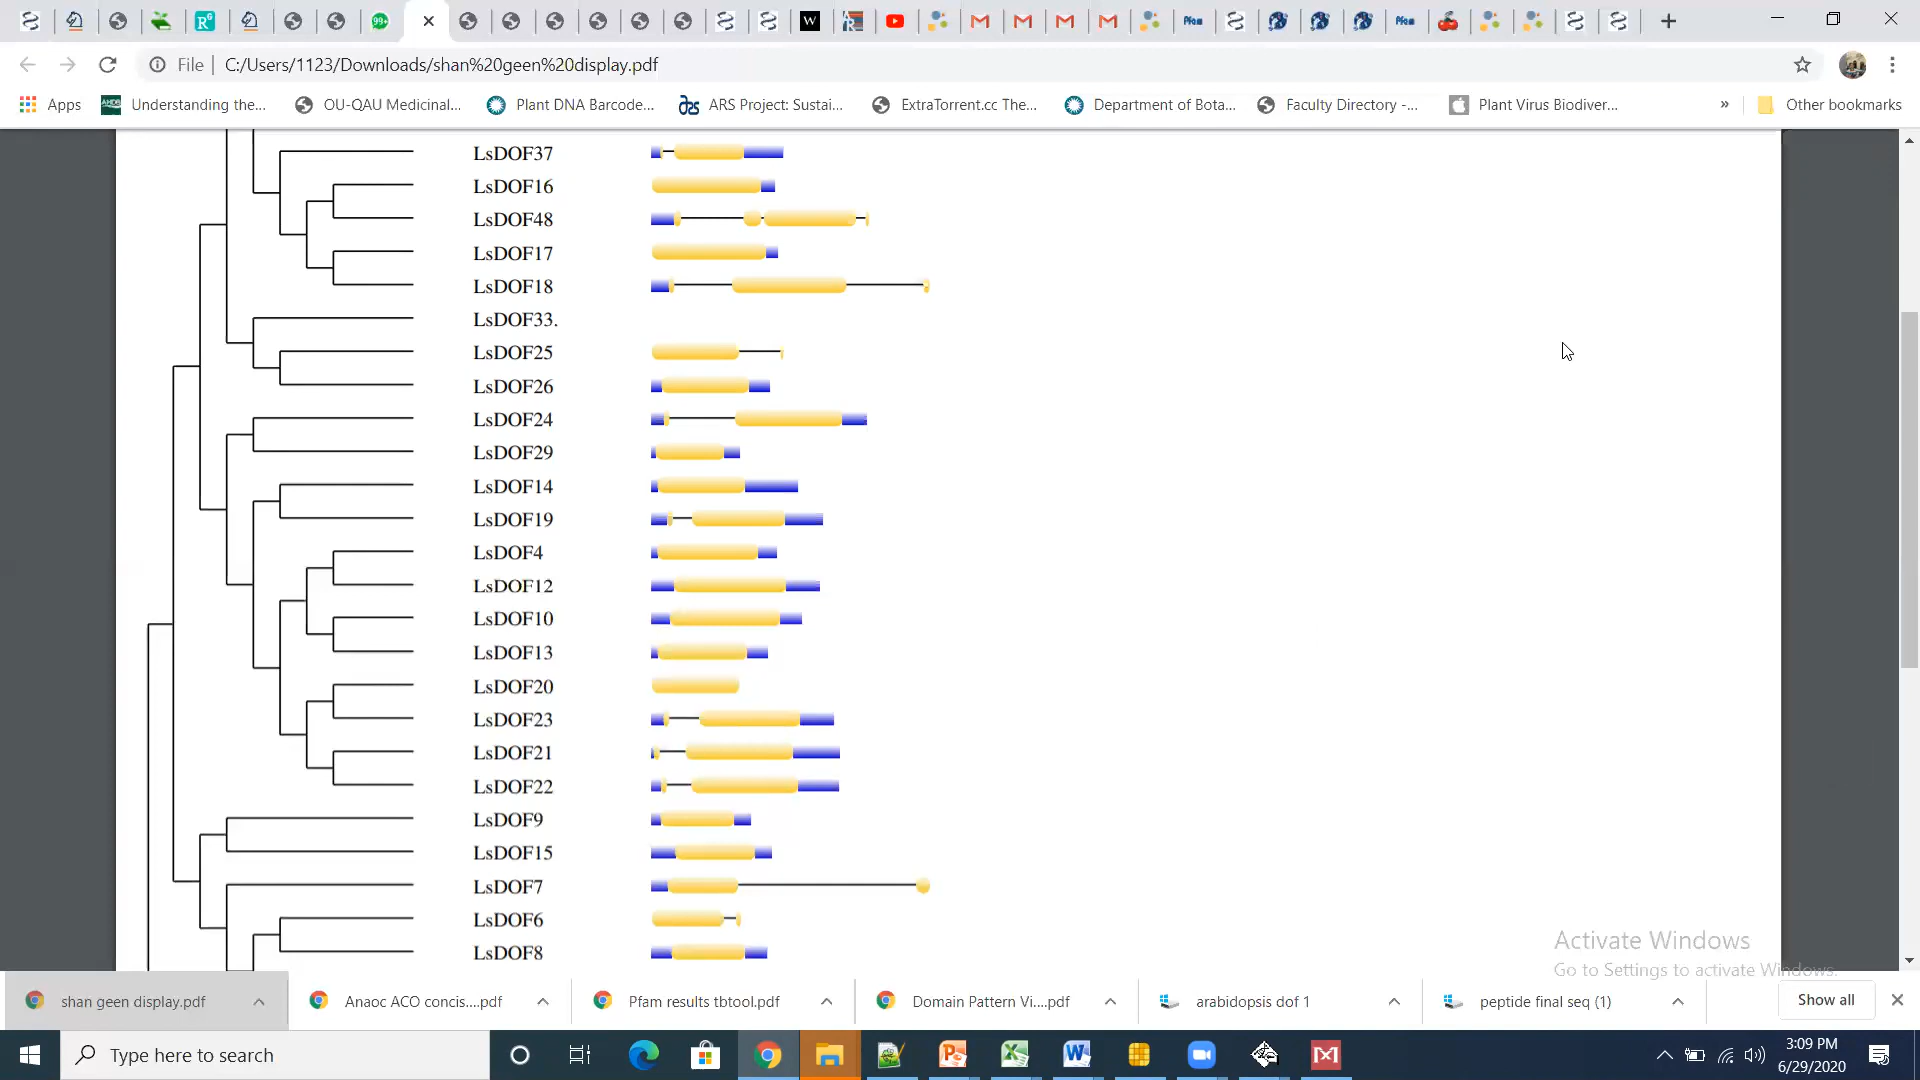 99+
W
Pfam
Pfam
File
C:/Users/1123/Downloads/shan%20geen%20display.pdf
Apps
Understanding the...
OU-QAU Medicinal...
Plant DNA Barcode...
ARS Project: Sustai...
ExtraTorrent.cc The...
Department of Bota...
Faculty Directory -...
Plant Virus Biodiver...
»
Other bookmarks
LsDOF37
LsDOF16
LsDOF48
LsDOF17
LsDOF18
LsDOF33.
LsDOF25
LsDOF26
LsDOF24
LsDOF29
LsDOF14
LsDOF19
LsDOF4
LsDOF12
LsDOF10
LsDOF13
LsDOF20
LsDOF23
LsDOF21
LsDOF22
LsDOF9
LsDOF15
LsDOF7
LsDOF6
LsDOF8
Activate Windows
Go to Settings to activate Windows.
shan geen display.pdf
Anaoc ACO concis....pdf
Pfam results tbtool.pdf
Domain Pattern Vi....pdf
arabidopsis dof 1
peptide final seq (1)
Show all
Type here to search
3:09 PM
6/29/2020